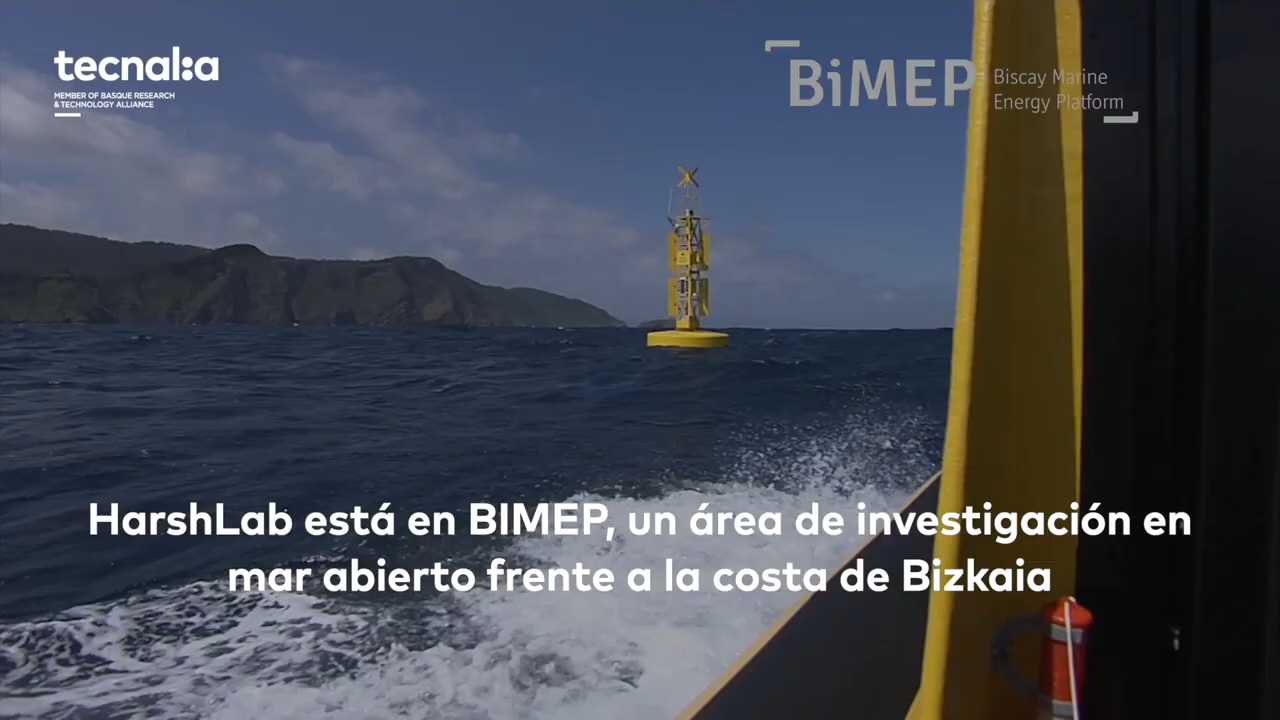 tecnal:a
MEMBER OF BASQUE RESEARCH
& TECHNOLOGY ALLIANCE
BiMEP
Biscay Marine
Energy Platform
HarshLab está en BIMEP, un área de investigación en
mar abierto frente a la costa de Bizkaia